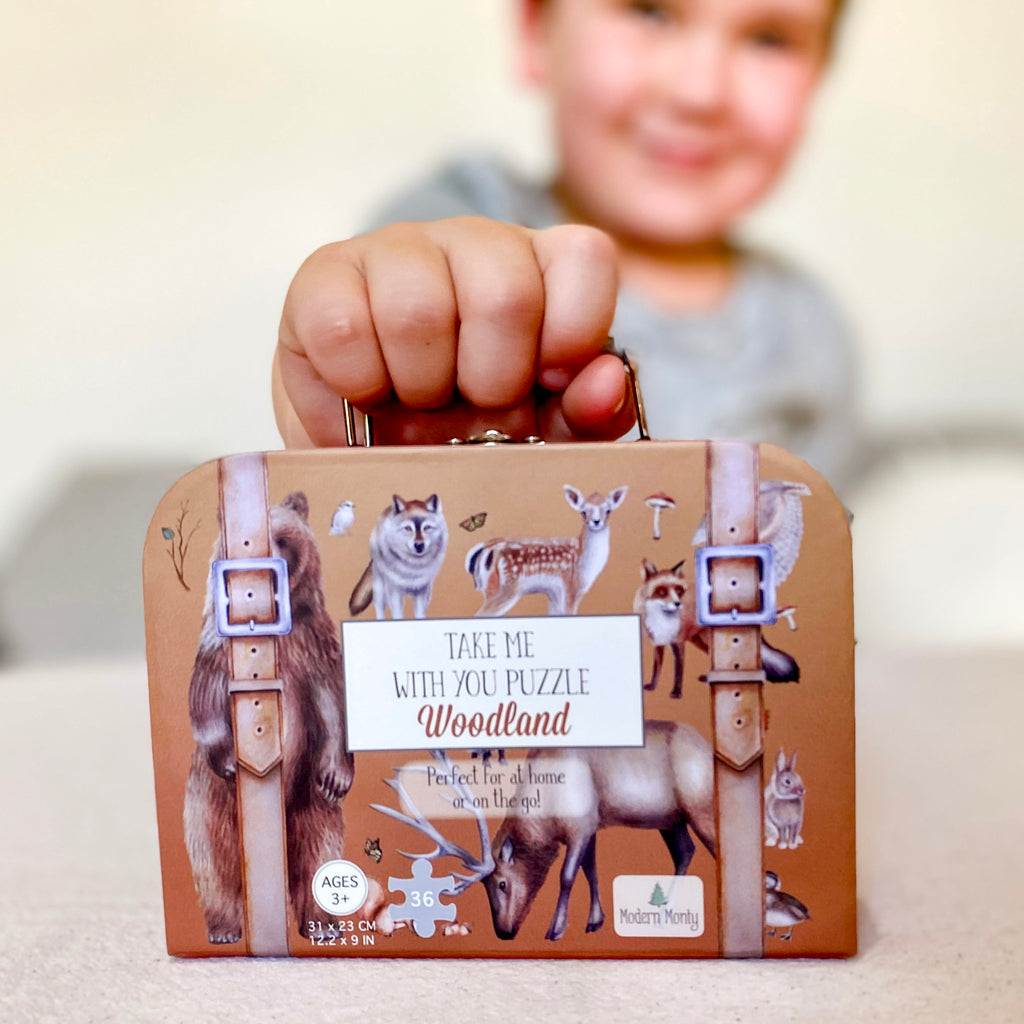 TAKE ME
WITH YOU PUZZLE
Woodland
Perfect for at home
or on the go!
AGES
3+
36
31 x 23 CM
12.2 x 9 IN
Modern Monty